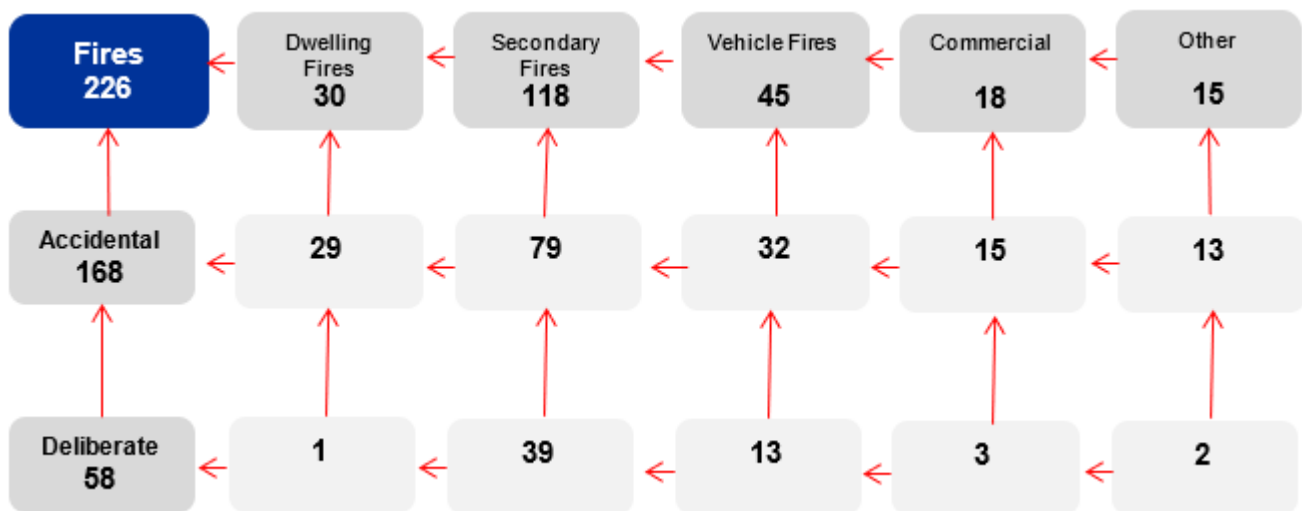 Fires
226
Dwelling
Fires
30
Secondary
Fires
118
Vehicle Fires
45
Commercial
18
Other
15
Accidental
168
29
79
32
15
13
Deliberate
58
1
39
13
3
2